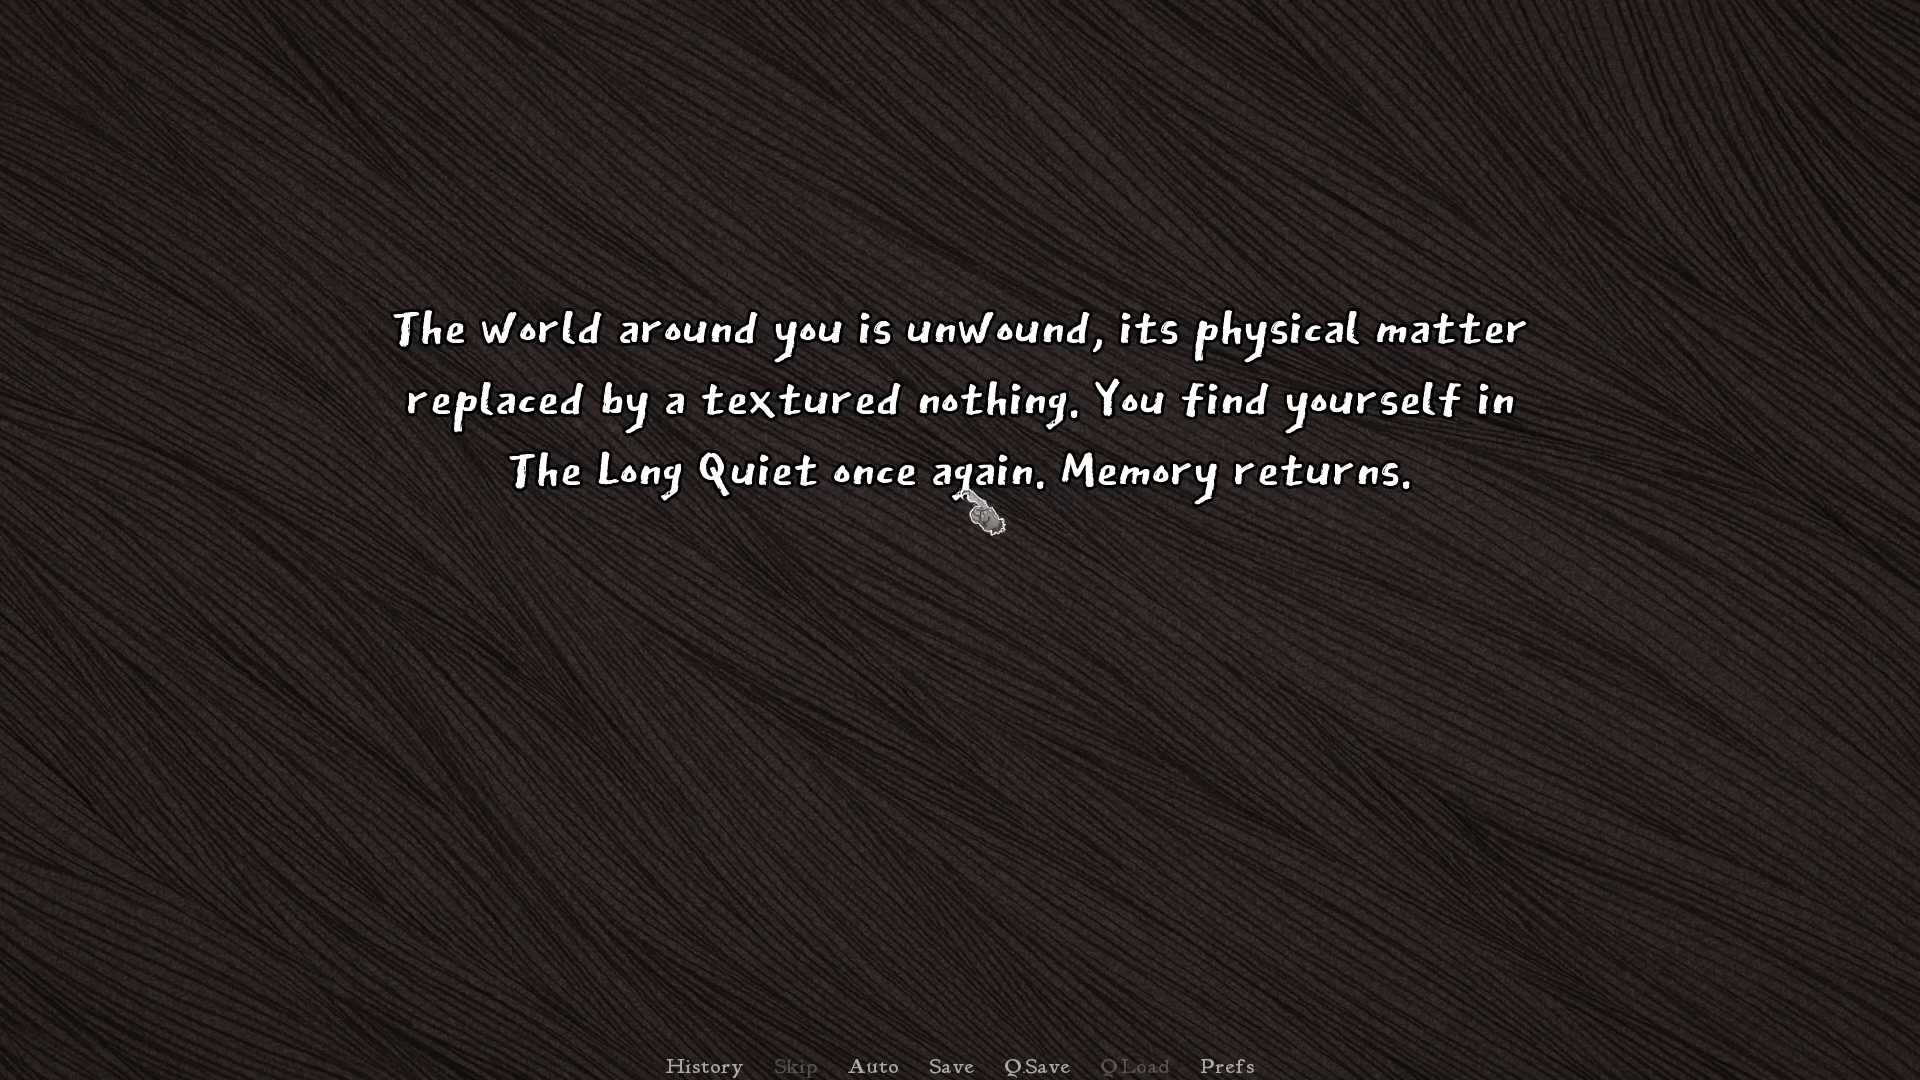 The world around you is unwound, its physical matter
replaced by a textured nothing. You find yourself in
The Long Quiet once again. Memory returns.
History Skip Auto Save Q.Save Q.Load Prefs